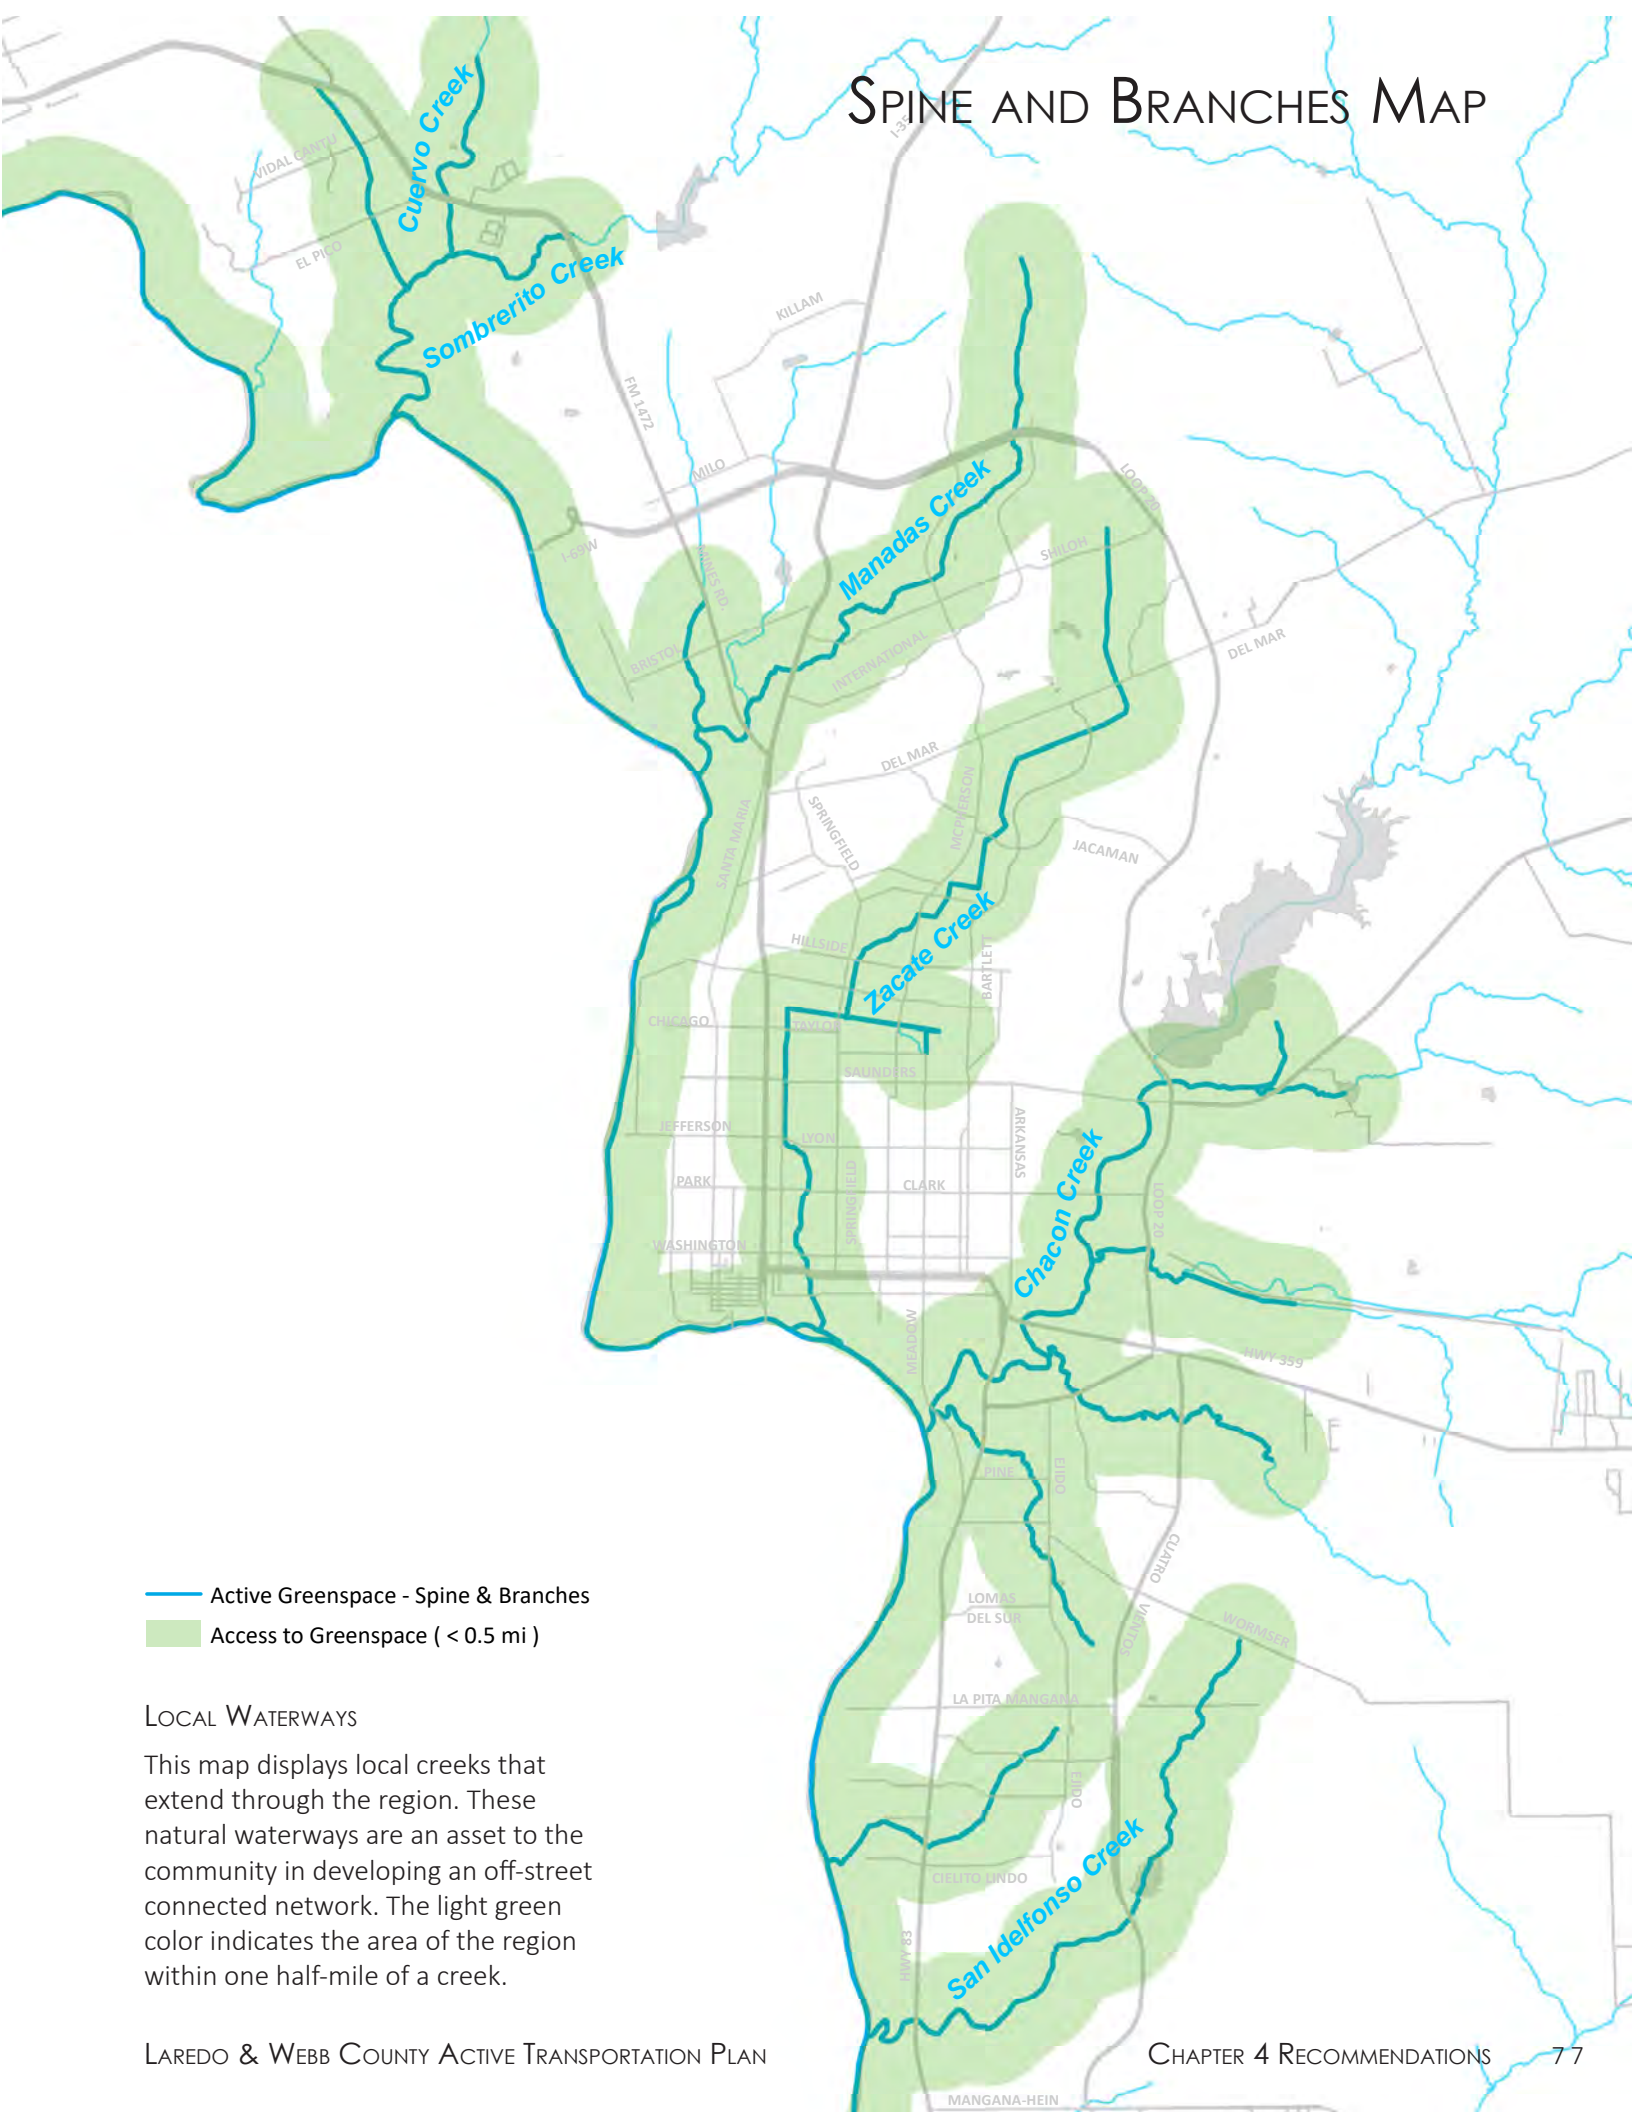 Spine and Branches Map
I-35
Cuervo Creek
VIDAL CANTU
EL PICO
Sombrerito Creek
KILLAM
FM 1472
MILO
LOOP 20
Manadas Creek
I-69W
MINES RD.
SHILOH
BRISTOL
INTERNATIONAL
DEL MAR
DEL MAR
SANTA MARIA
SPRINGFIELD
MCPHERSON
JACAMAN
Zacate Creek
HILLSIDE
BARTLETT
CHICAGO
TAYLOR
SAUNDERS
JEFFERSON
LYON
ARKANSAS
Chacon Creek
PARK
CLARK
SPRINGFIELD
LOOP 20
WASHINGTON
MEADOW
HWY 359
PINE
EJIDO
CUATRO
VIENTOS
LOMAS
DEL SUR
WORMSER
LA PITA MANGANA
EJIDO
CIELITO LINDO
San Idelfonso Creek
HWY 83
MANGANA-HEIN
Active Greenspace - Spine & Branches
Access to Greenspace ( < 0.5 mi )
Local Waterways
This map displays local creeks that
extend through the region. These
natural waterways are an asset to the
community in developing an off-street
connected network. The light green
color indicates the area of the region
within one half-mile of a creek.
Laredo & Webb County Active Transportation Plan
Chapter 4 Recommendations 77